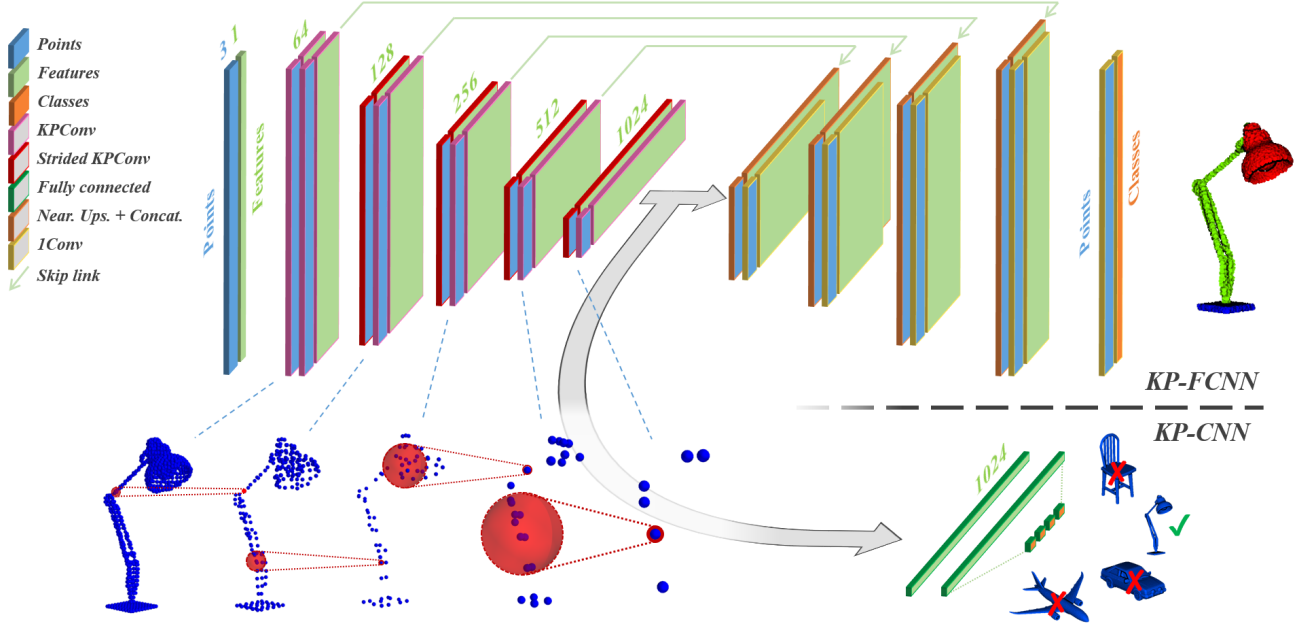 Points
Features
Classes
KPConv
Strided KPConv
Fully connected
Near. Ups. + Concat.
1Conv
Skip link
3
1
64
128
256
512
1024
Points
Features
Points
Classes
KP-FCNN
KP-CNN
1024